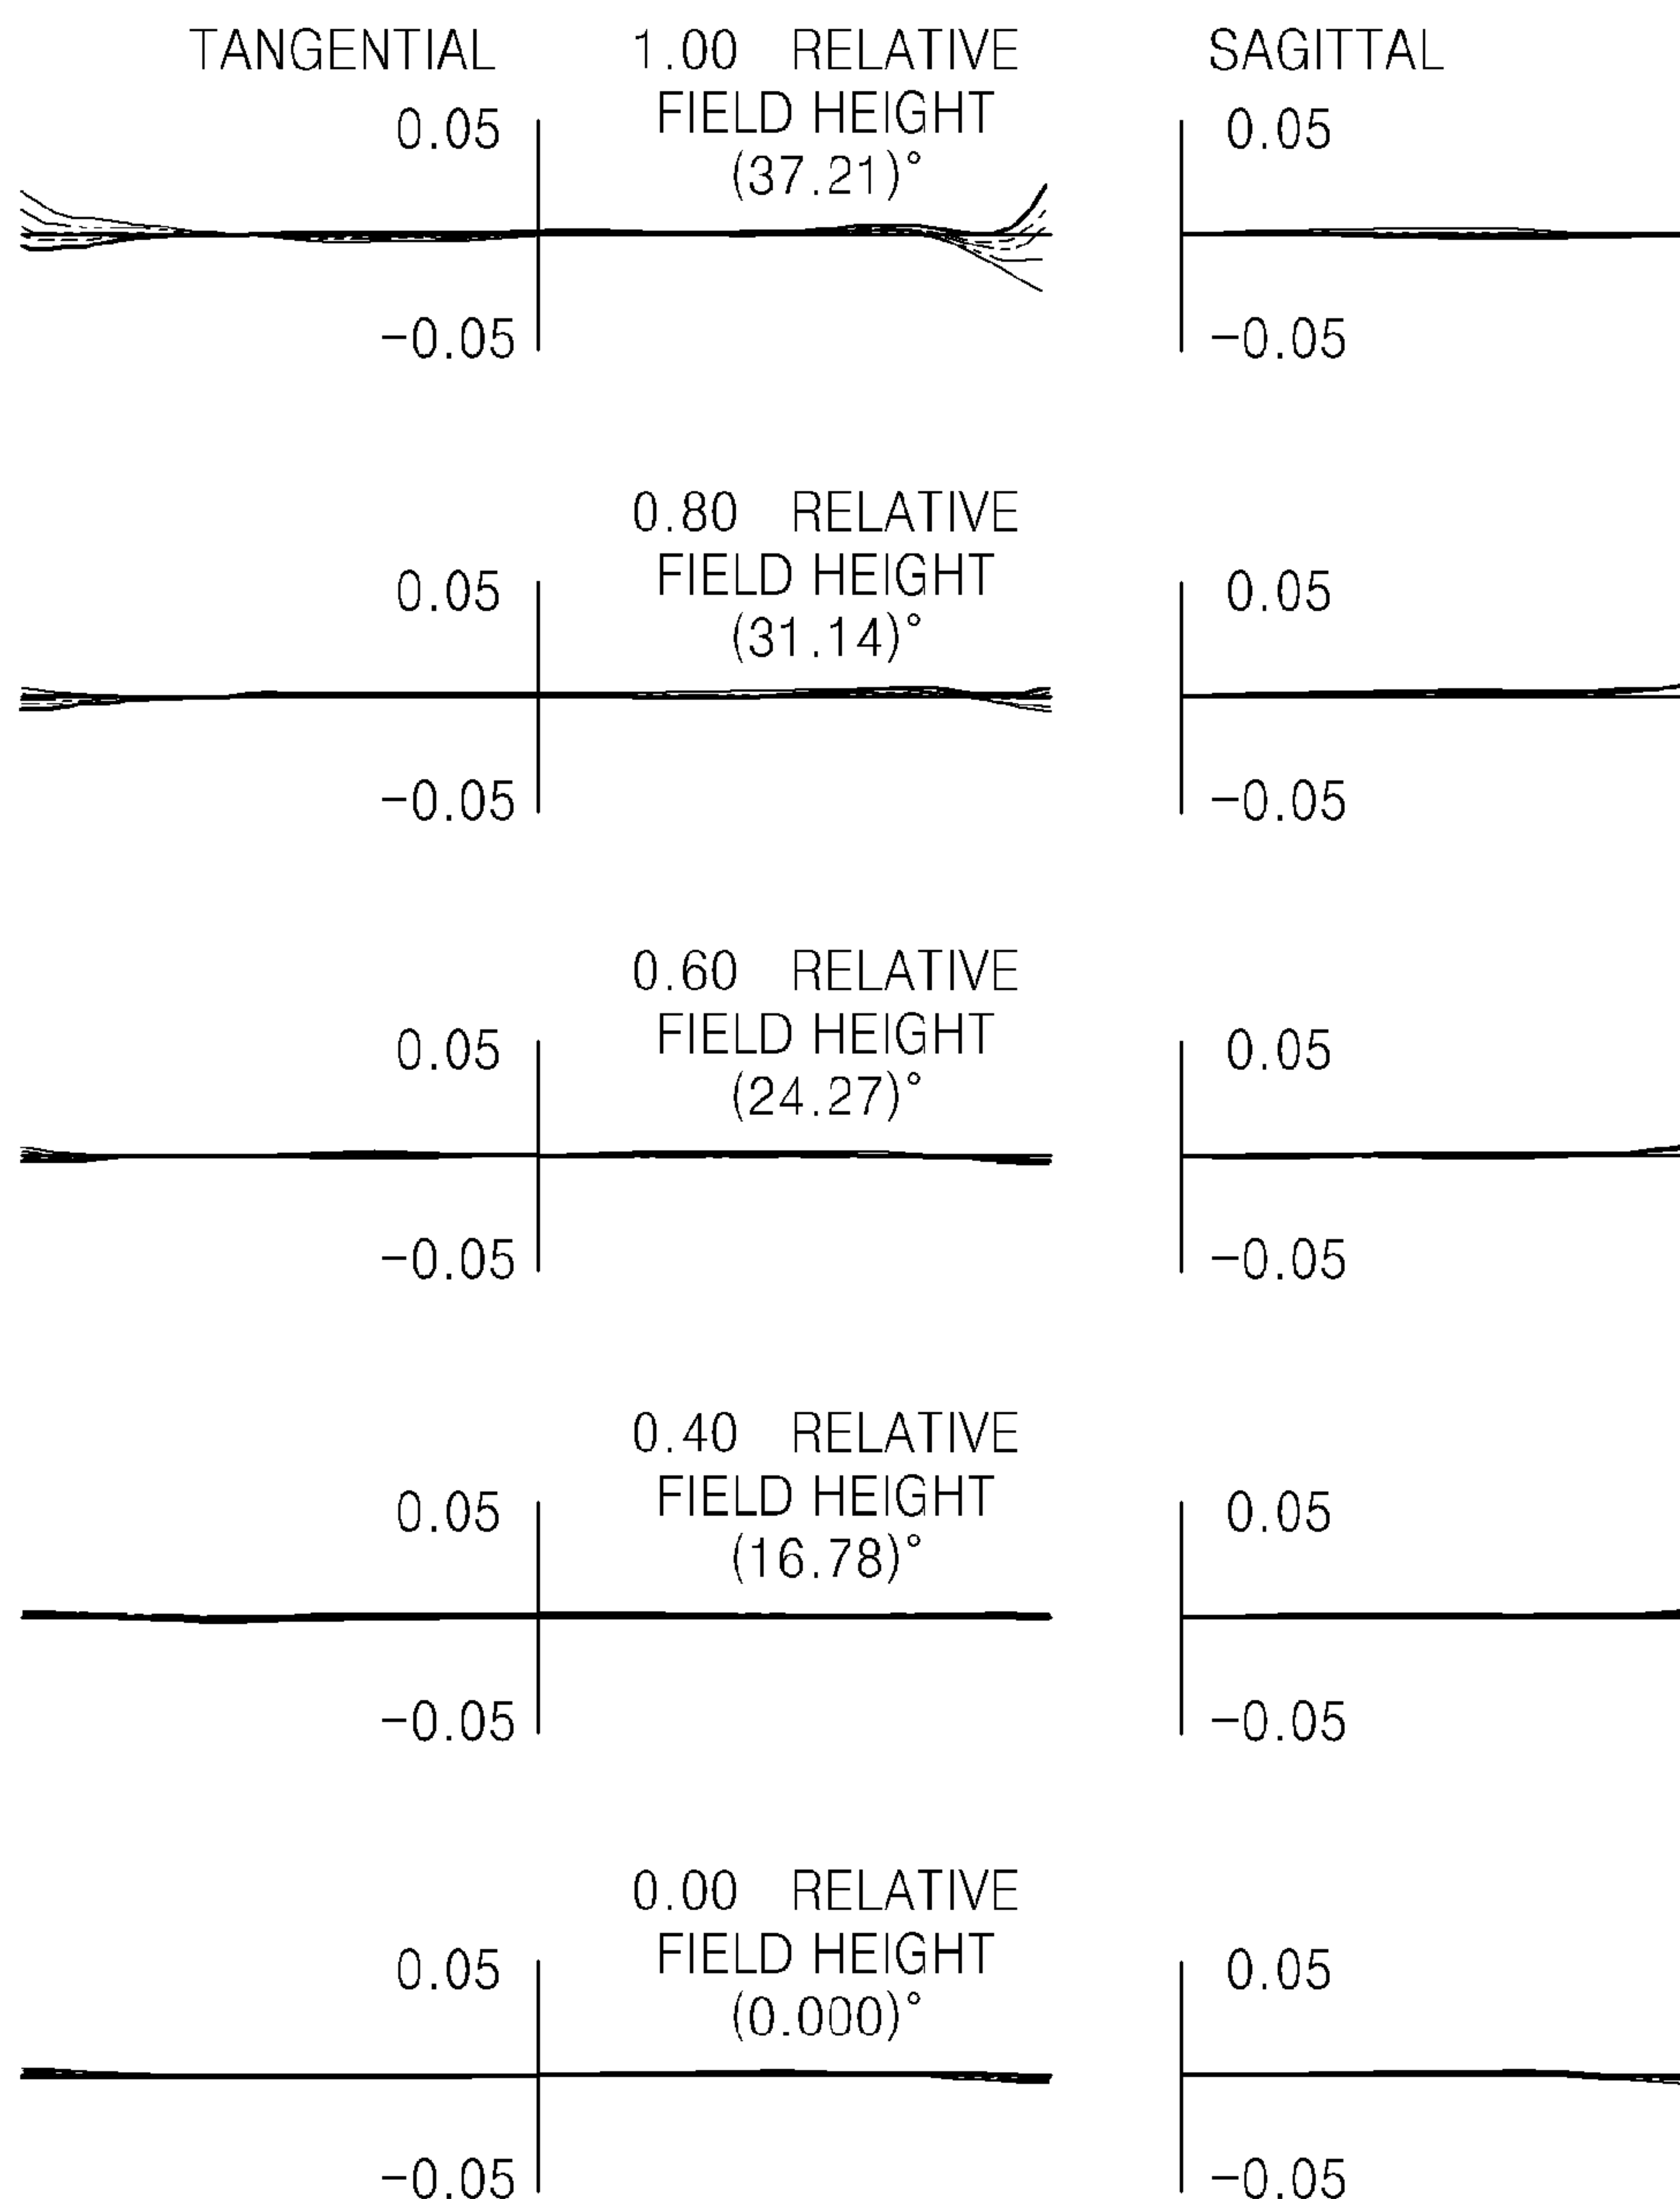 TANGENTIAL 1.00 RELATIVE SAGITTAL
FIELD HEIGHT
0.05 0.05
(37.21)°
-0.05 -0.05
0.80 RELATIVE
FIELD HEIGHT
0.05 0.05
(31.14)°
-0.05 -0.05
0.60 RELATIVE
FIELD HEIGHT
0.05 0.05
(24.27)°
-0.05 -0.05
0.40 RELATIVE
FIELD HEIGHT
0.05 0.05
(16.78)°
-0.05 -0.05
0.00 RELATIVE
FIELD HEIGHT
0.05 0.05
(0.000)°
-0.05 -0.05